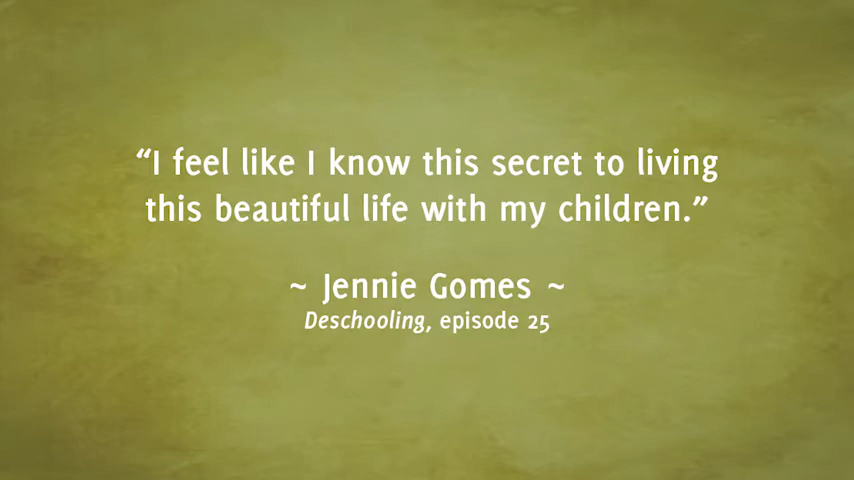 “I feel like I know this secret to living
this beautiful life with my children.”
~ Jennie Gomes ~
Deschooling, episode 25